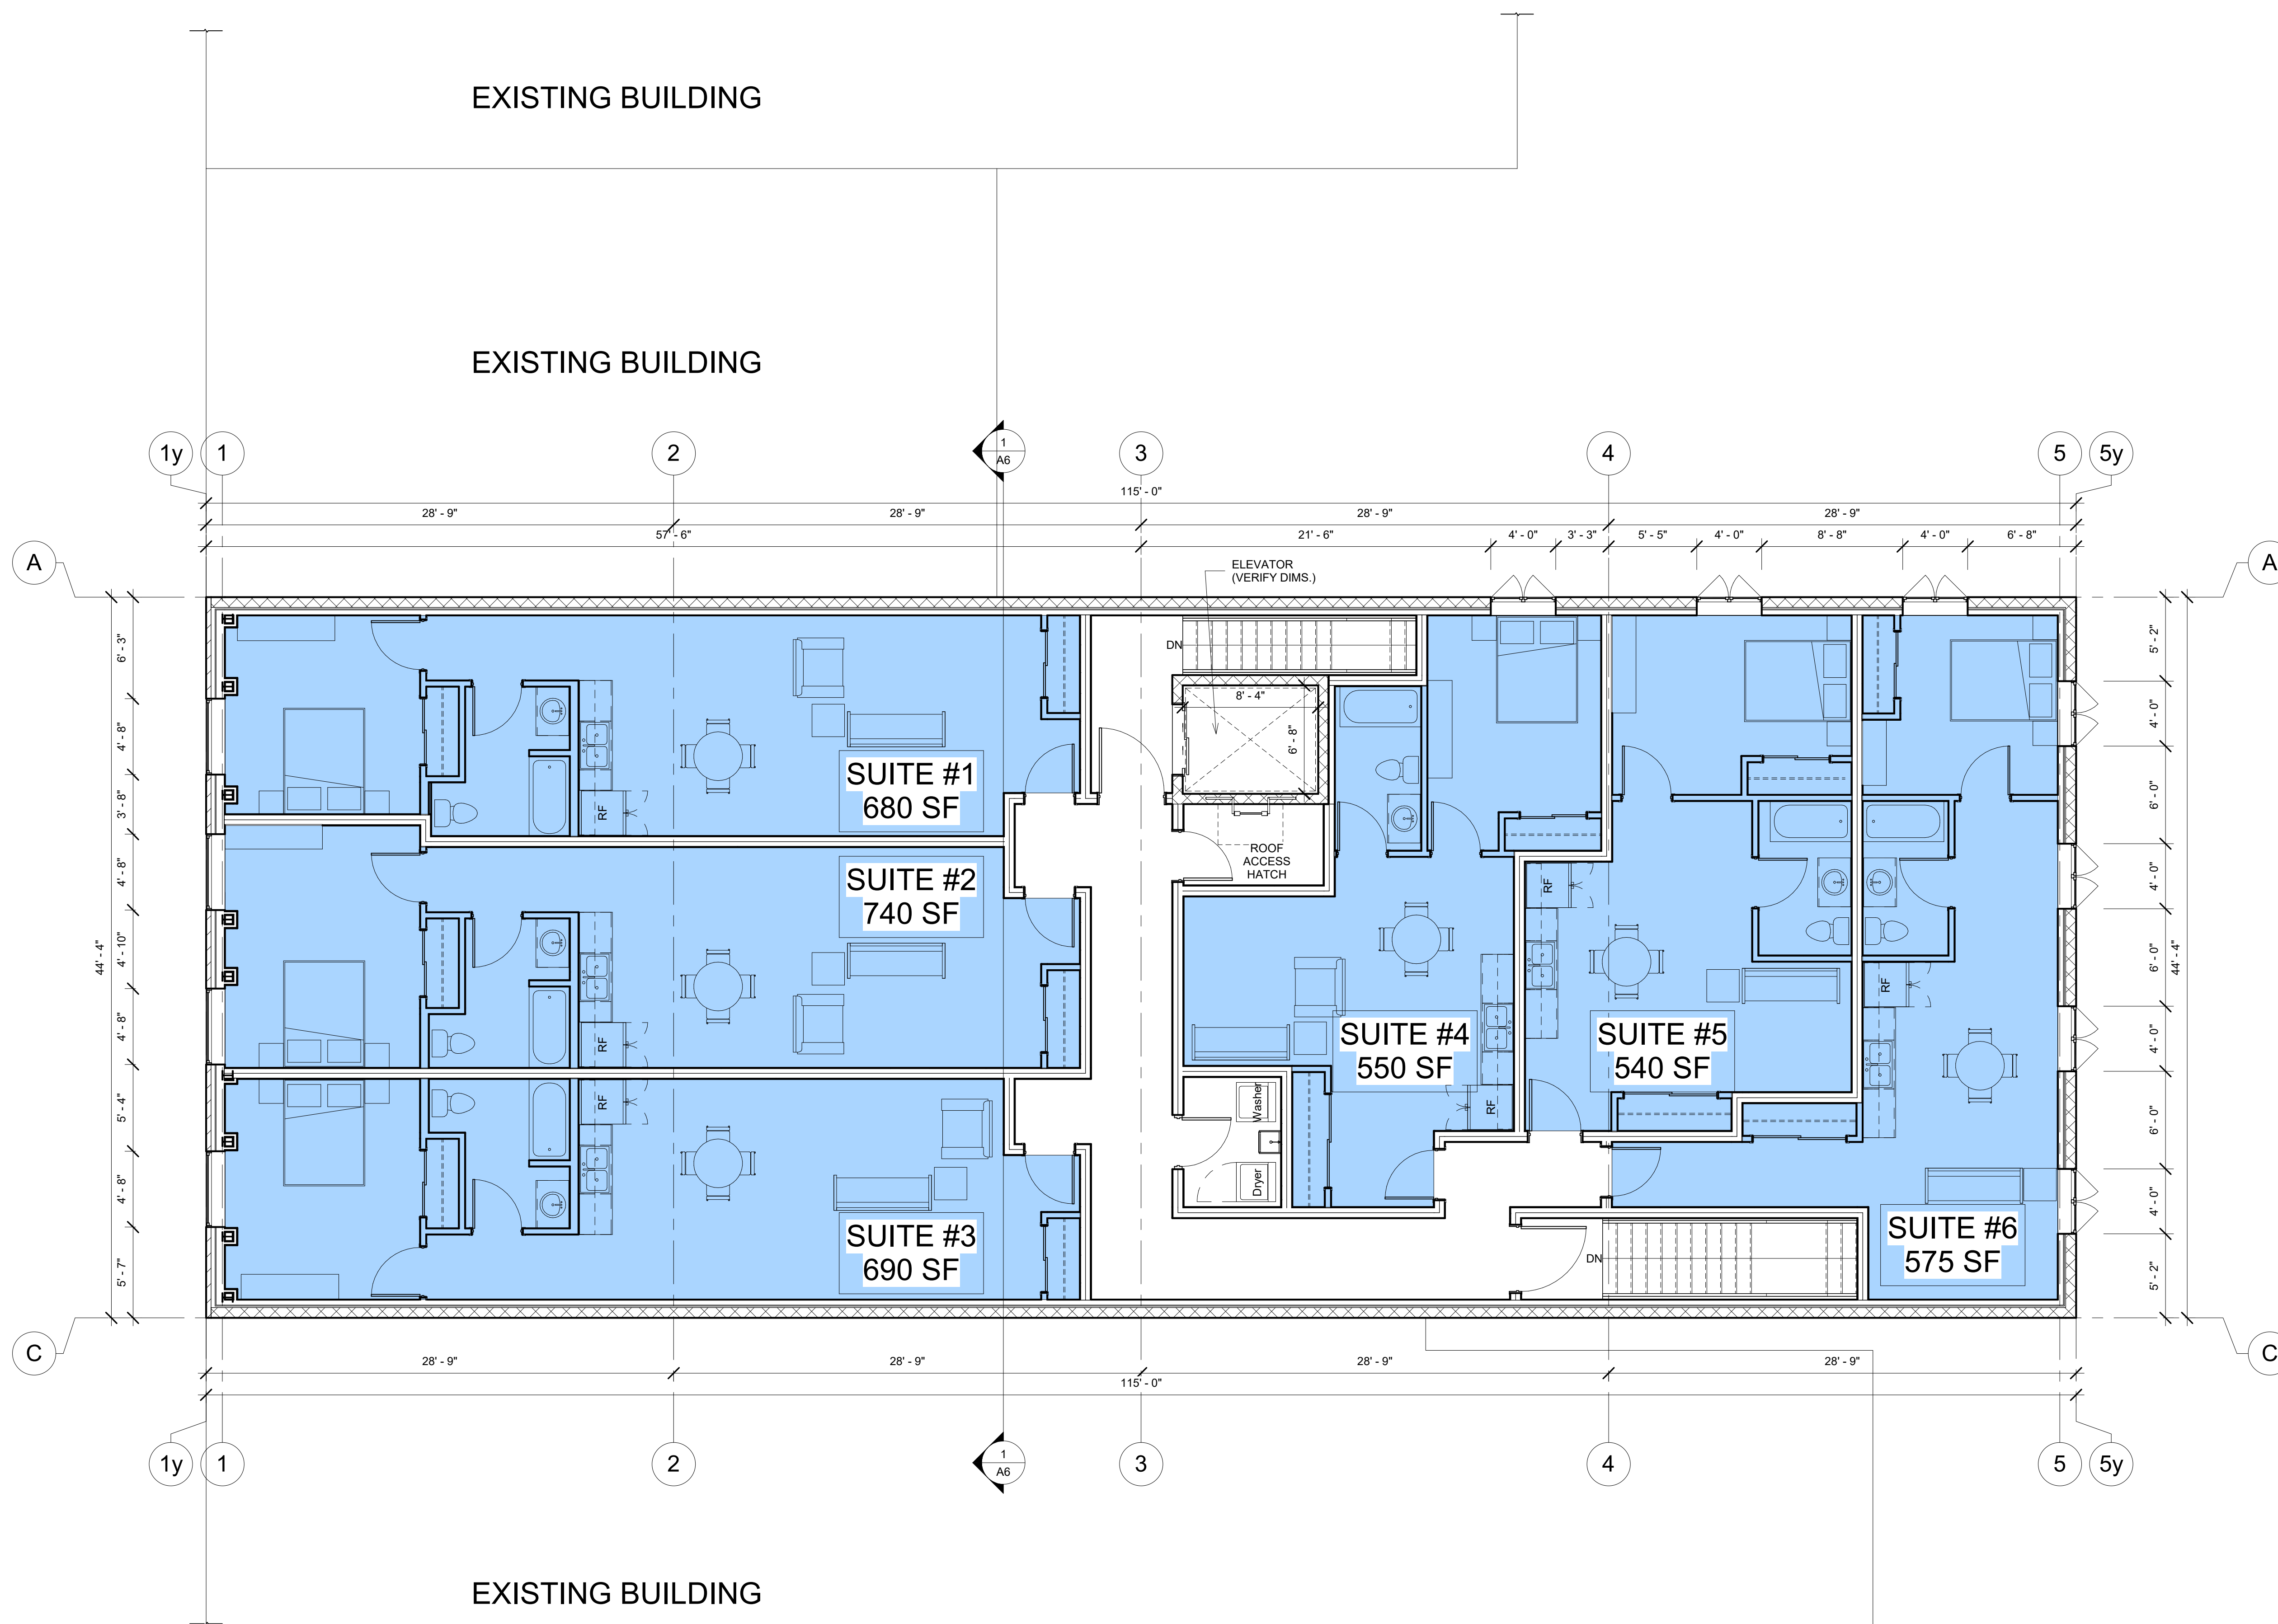 EXISTING BUILDING
EXISTING BUILDING
1y
1
2
1
A6
3
4
5
5y
115' - 0"
28' - 9"
28' - 9"
28' - 9"
28' - 9"
57' - 6"
21' - 6"
4' - 0"
3' - 3"
5' - 5"
4' - 0"
8' - 8"
4' - 0"
6' - 8"
A
A
ELEVATOR
(VERIFY DIMS.)
44' - 4"
6' - 3"
4' - 8"
3' - 8"
4' - 8"
4' - 10"
4' - 8"
5' - 4"
4' - 8"
5' - 7"
DN
8' - 4"
6' - 8"
SUITE #1
680 SF
RF
ROOF
ACCESS
HATCH
SUITE #2
740 SF
RF
RF
RF
SUITE #4
550 SF
SUITE #5
540 SF
RF
RF
Washer
Dryer
SUITE #3
690 SF
DN
SUITE #6
575 SF
5' - 2"
4' - 0"
6' - 0"
4' - 0"
6' - 0"
4' - 0"
6' - 0"
4' - 0"
5' - 2"
44' - 4"
C
C
28' - 9"
28' - 9"
28' - 9"
28' - 9"
115' - 0"
1y
1
2
1
A6
3
4
5
5y
EXISTING BUILDING